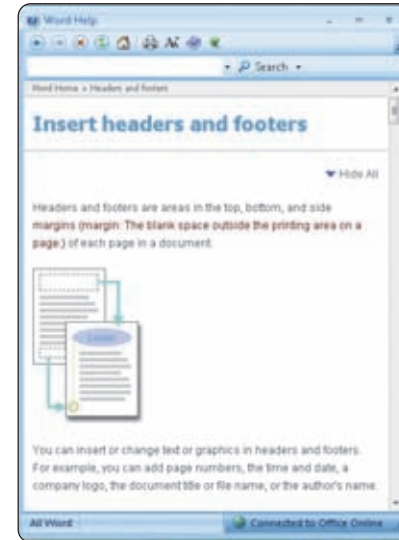 Word Help
Search
Word Home > Headers and footers
Insert headers and footers
Hide All
Headers and footers are areas in the top, bottom, and side
margins (margin: The blank space outside the printing area on a
page.) of each page in a document.
You can insert or change text or graphics in headers and footers.
For example, you can add page numbers, the time and date, a
company logo, the document title or file name, or the author's name.
All Word
Connected to Office Online